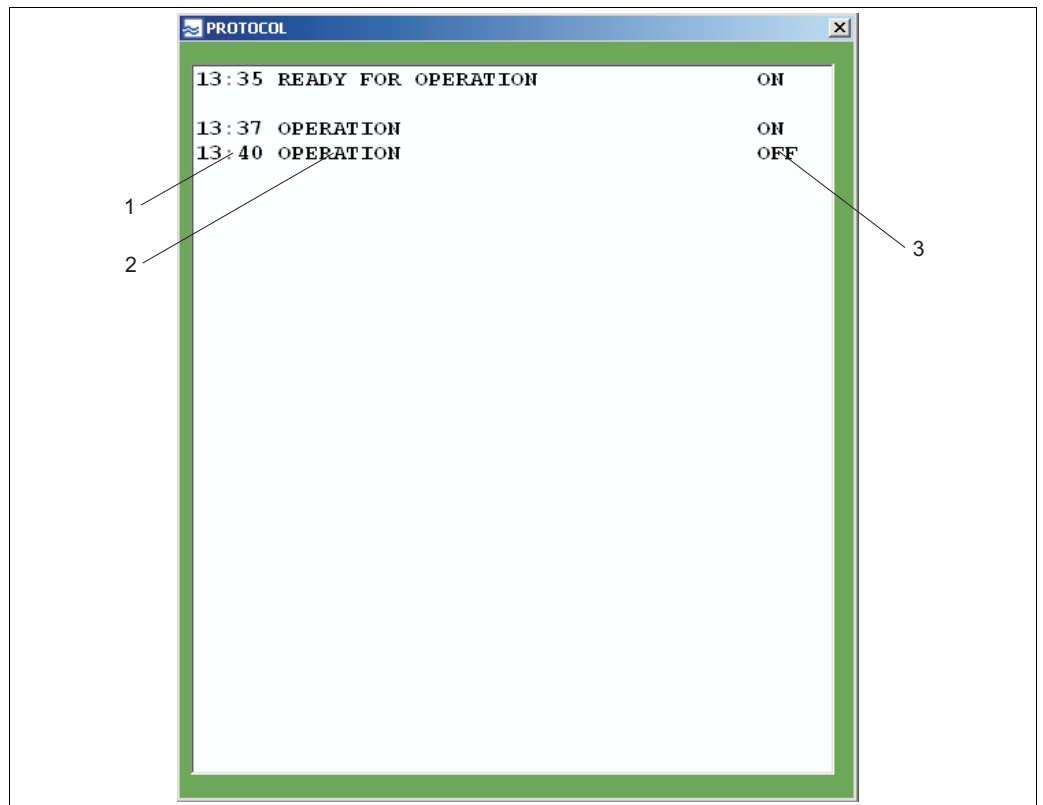 PROTOCOL
13:35 READY FOR OPERATION ON
13:37 OPERATION ON
13:40 OPERATION OFF
1
2
3